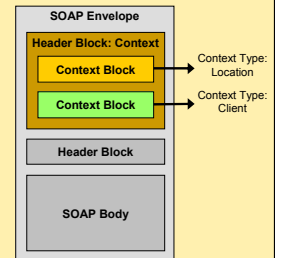 SOAP Envelope
Header Block: Context
Context Block
Context Type:
Location
Context Block
Context Type:
Client
Header Block
SOAP Body